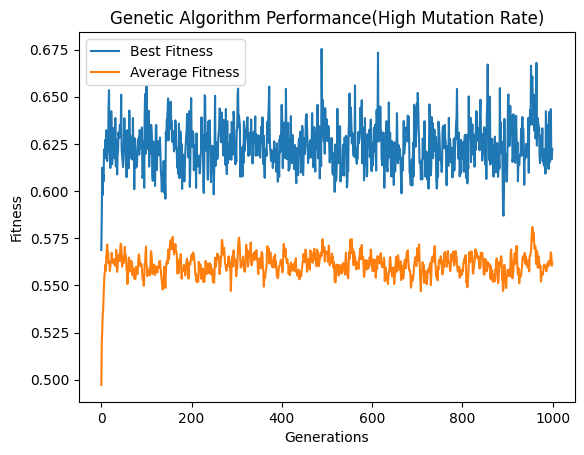 Genetic Algorithm Performance(High Mutation Rate)
Best Fitness
Average Fitness
0.675
0.650
0.625
0.600
0.575
0.550
0.525
0.500
Fitness
0 200 400 600 800 1000
Generations